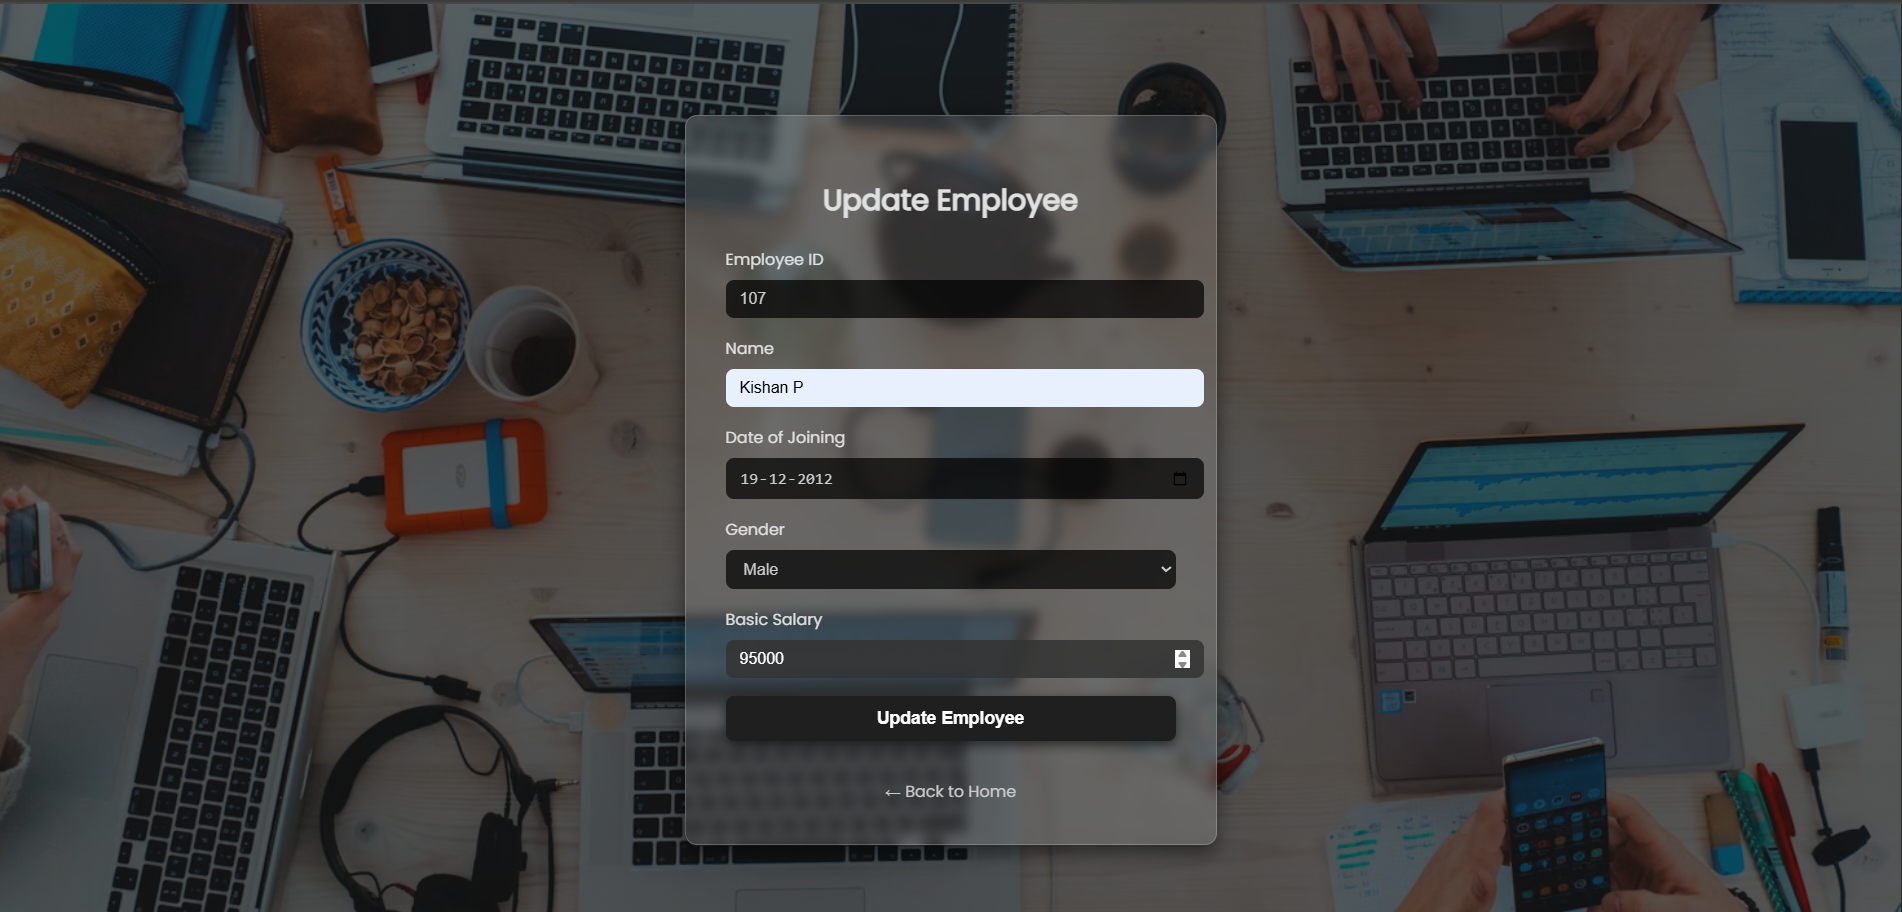 Update Employee
Employee ID
107
Name
Kishan P
Date of Joining
19-12-2012
Gender
Male
Basic Salary
95000
Update Employee
← Back to Home